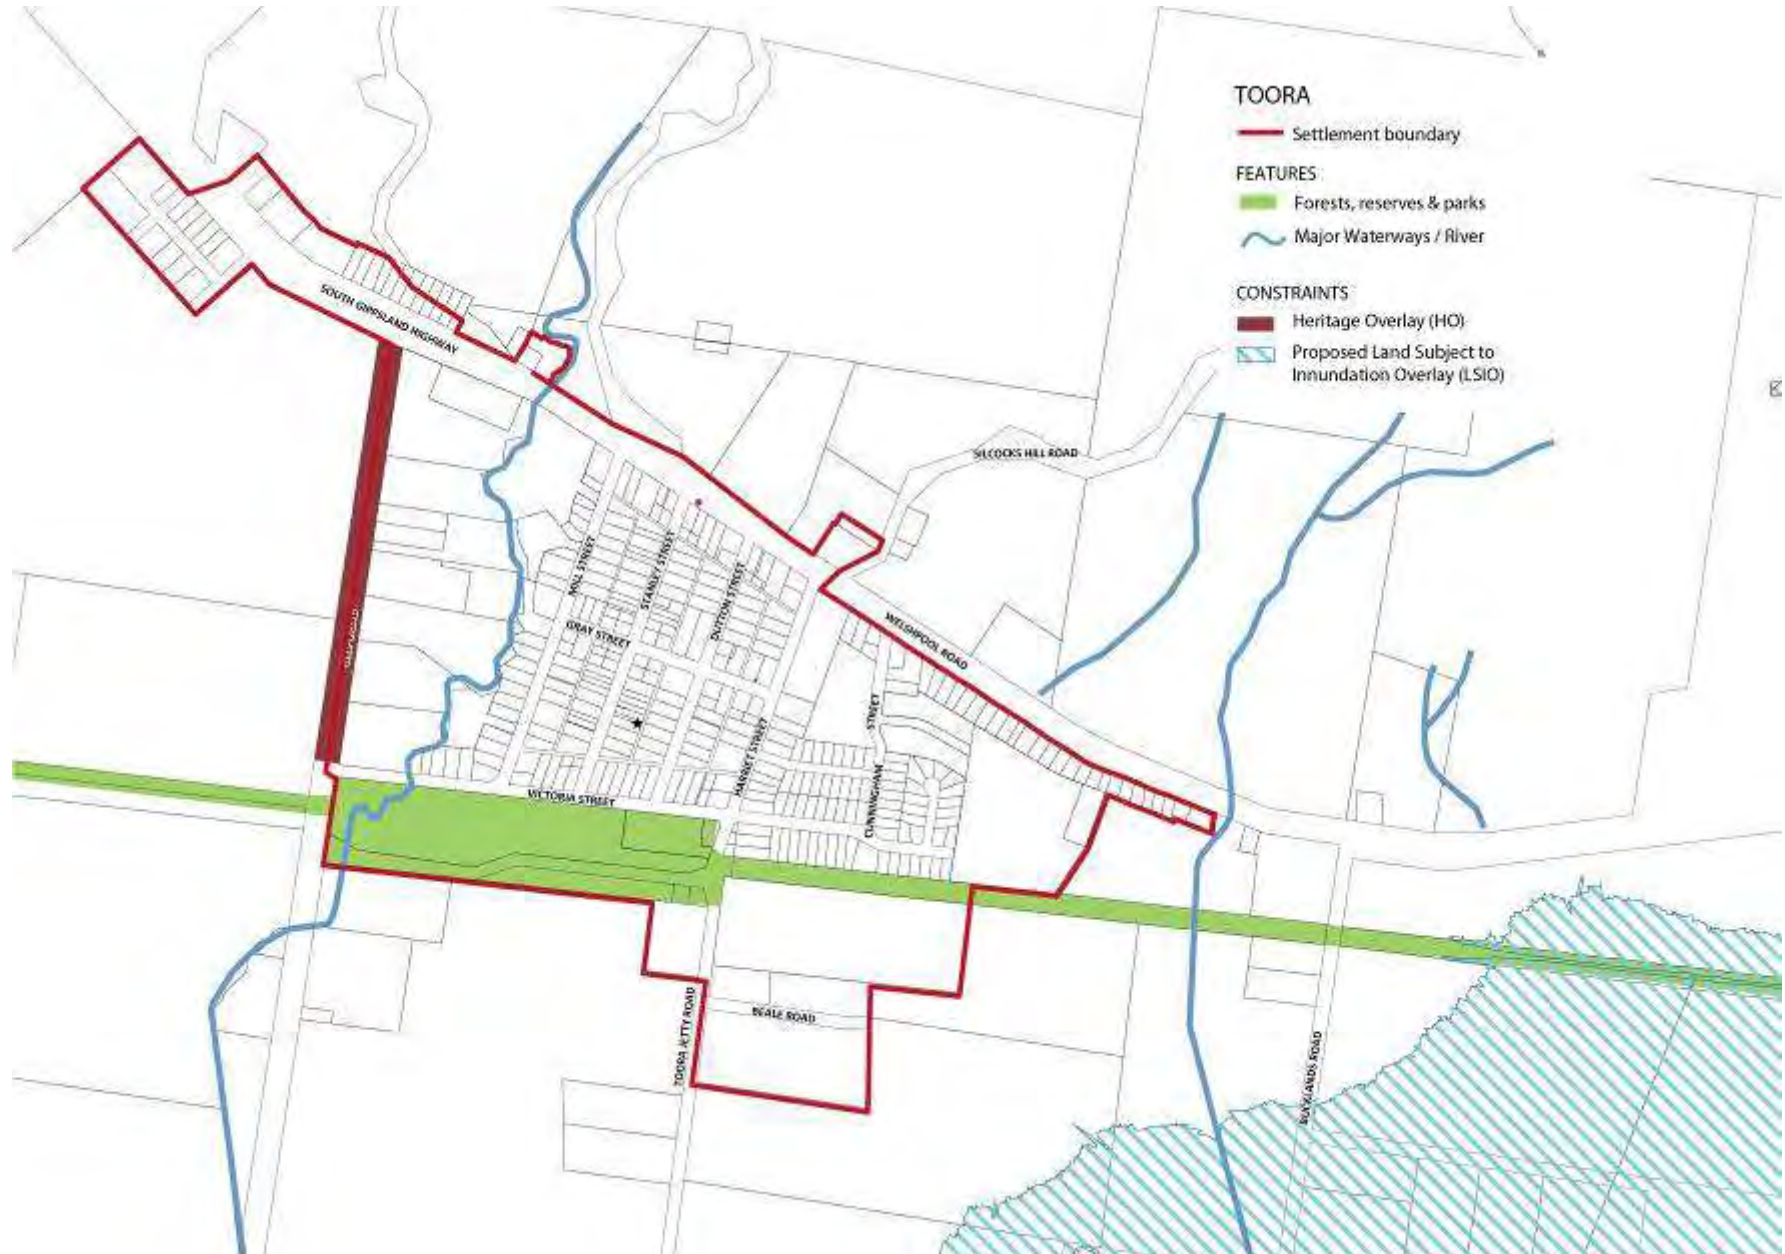 TOORA
Settlement boundary
FEATURES
Forests, reserves & parks
Major Waterways / River
CONSTRAINTS
Heritage Overlay (HO)
Proposed Land Subject to
Innundation Overlay (LSIO)
SOUTH GIPPSLAND HIGHWAY
SILCOCKS HILL ROAD
MILL STREET
STANLEY STREET
DUTTON STREET
GRAY STREET
WELSHPOOL ROAD
CUNNINGHAM STREET
HARRIET STREET
VICTORIA STREET
TOORA JETTY ROAD
BEALE ROAD
BUCKLANDS ROAD